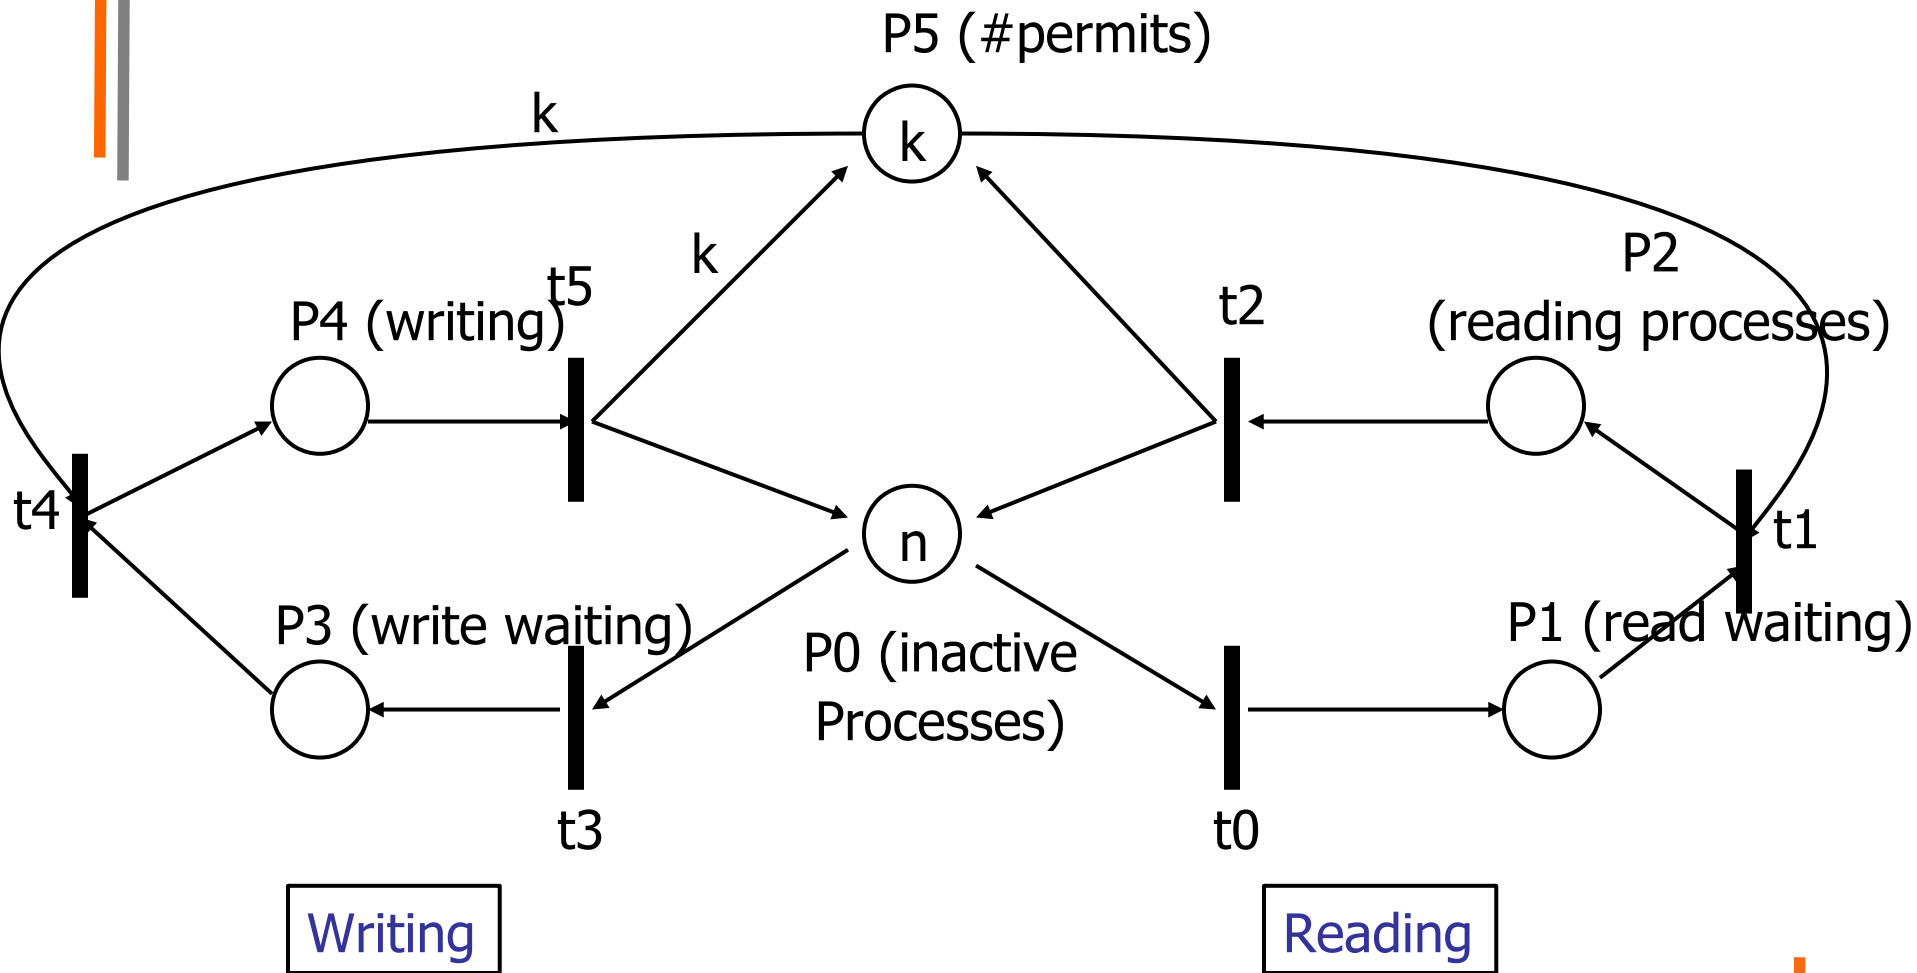 P5 (#permits)
k
k
k
P2
t5
t2
P4 (writing)
(reading processes)
t4
n
t1
P3 (write waiting)
P0 (inactive
Processes)
P1 (read waiting)
t3
t0
Writing
Reading